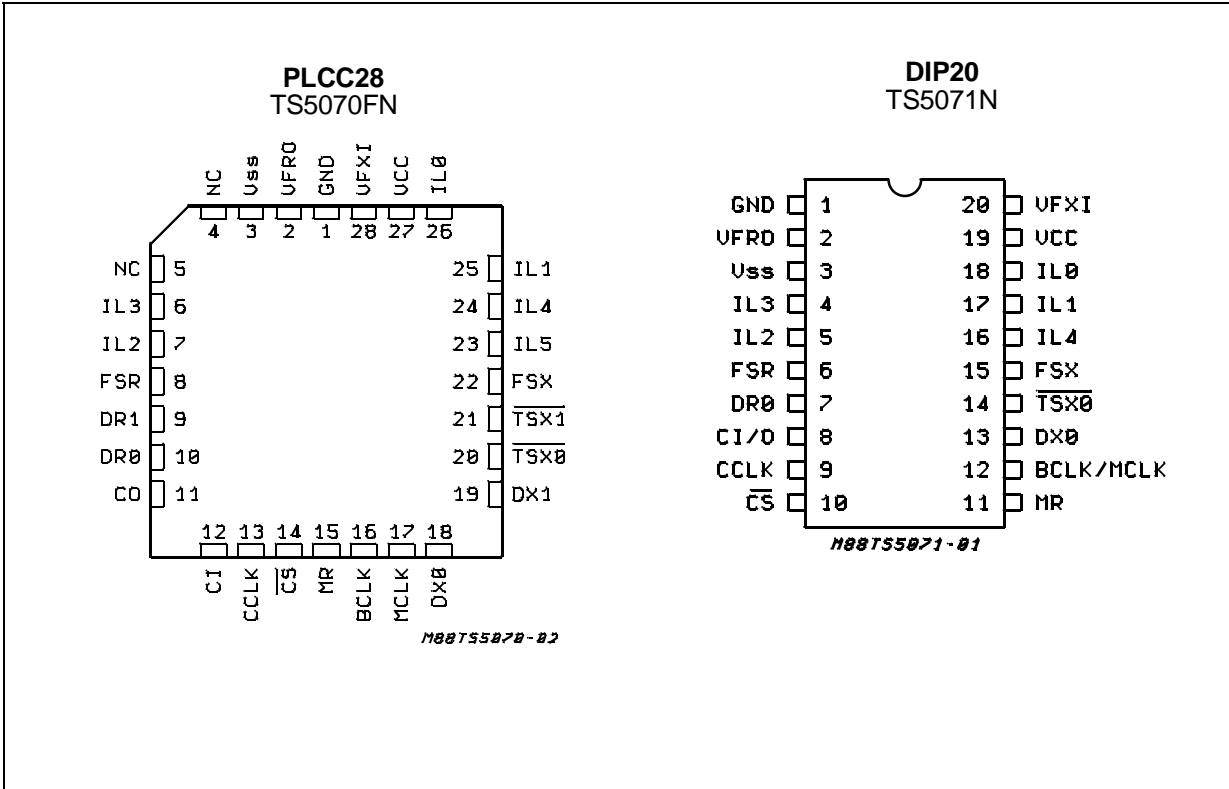 PLCC28
TS5070FN
NC
Vss
VFRO
GND
VFXI
VCC
IL0
4 3 2 1 28 27 26
NC 5
IL3 6
IL2 7
FSR 8
DR1 9
DR0 10
CO 11
25 IL1
24 IL4
23 IL5
22 FSX
21 TSX1
20 TSX0
19 DX1
12 13 14 15 16 17 18
CI
CCLK
CS
MR
BCLK
MCLK
DX0
M88TS5070-02
DIP20
TS5071N
GND 1 20 VFXI
VFRO 2 19 VCC
Vss 3 18 IL0
IL3 4 17 IL1
IL2 5 16 IL4
FSR 6 15 FSX
DR0 7 14 TSX0
CI/O 8 13 DX0
CCLK 9 12 BCLK/MCLK
CS 10 11 MR
M88TS5071-01